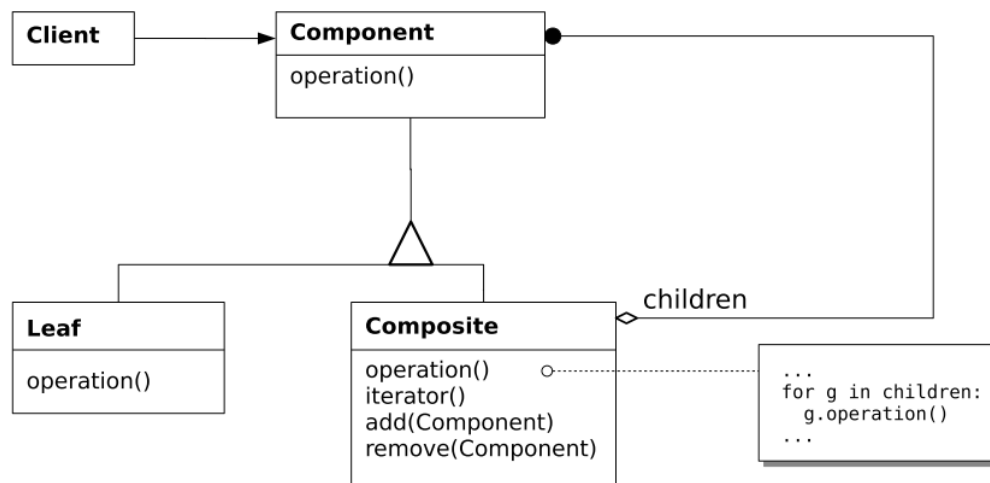 Client
Component
operation()
Leaf
operation()
Composite
operation()
iterator()
add(Component)
remove(Component)
children
...
for g in children:
  g.operation()
...